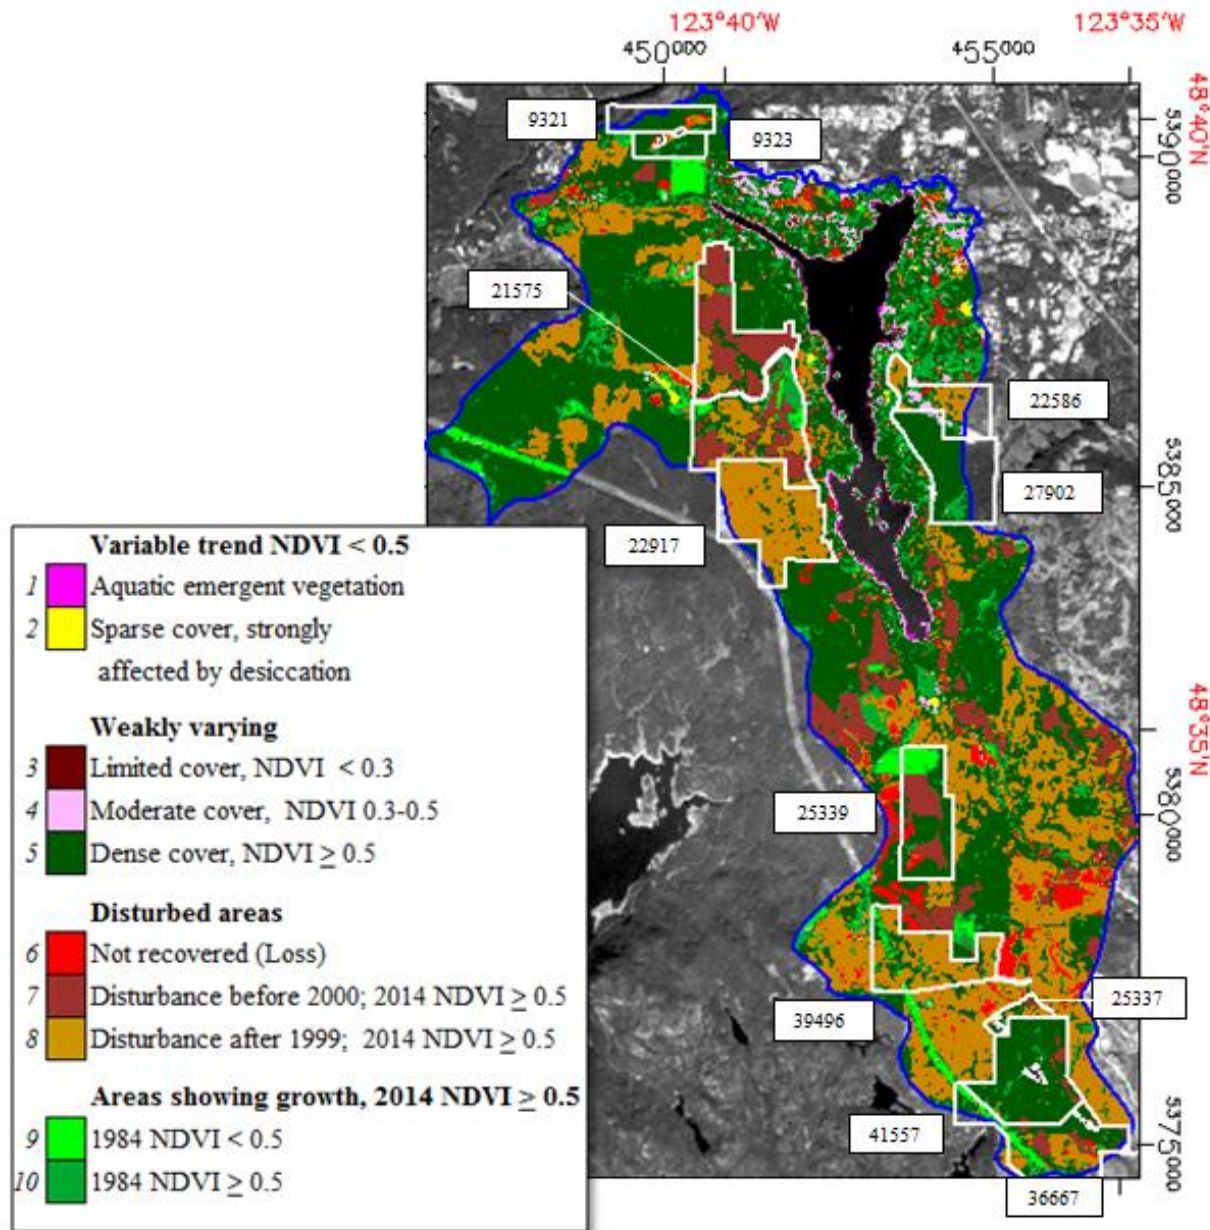 123°40'W 123°35'W
450000 455000
48°40'N
5390000
9321
9323
21575
22586
27902
5385000
22917
48°35'N
25339
5380000
25337
39496
41557
5375000
36667
Variable trend NDVI < 0.5
1 Aquatic emergent vegetation
2 Sparse cover, strongly
affected by desiccation
Weakly varying
3 Limited cover, NDVI < 0.3
4 Moderate cover, NDVI 0.3-0.5
5 Dense cover, NDVI ≥ 0.5
Disturbed areas
6 Not recovered (Loss)
7 Disturbance before 2000; 2014 NDVI ≥ 0.5
8 Disturbance after 1999; 2014 NDVI ≥ 0.5
Areas showing growth, 2014 NDVI ≥ 0.5
9 1984 NDVI < 0.5
10 1984 NDVI ≥ 0.5